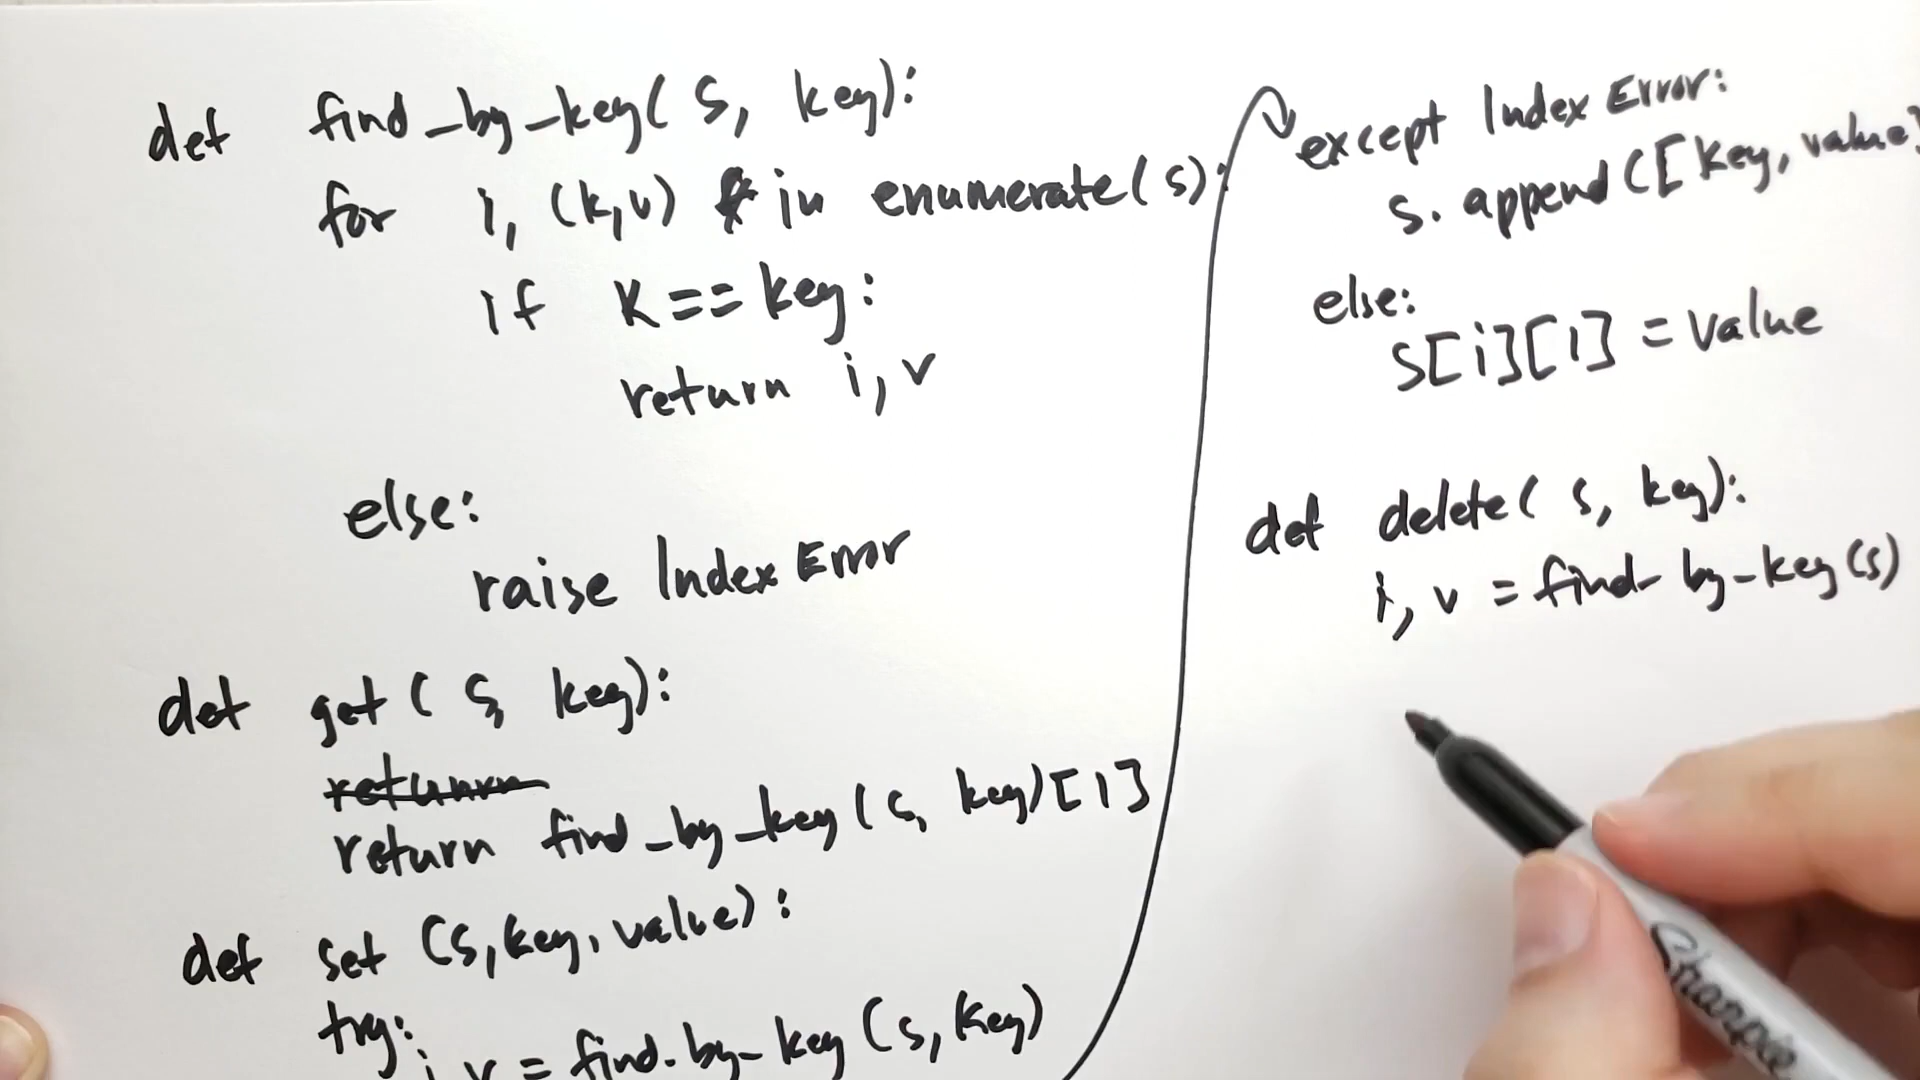 def find_by_key(s, key):
for i, (k,v) in enumerate(s):
if k == key:
return i, v
else:
raise IndexError
def get(s, key):
returnrn
return find_by_key(s, key)[1]
def set(s, key, value):
try:
i, v = find_by_key(s, key)
except IndexError:
s.append([key, value]
else:
s[i][1] = value
def delete(s, key):
i, v = find_by_key(s)
Sharpie